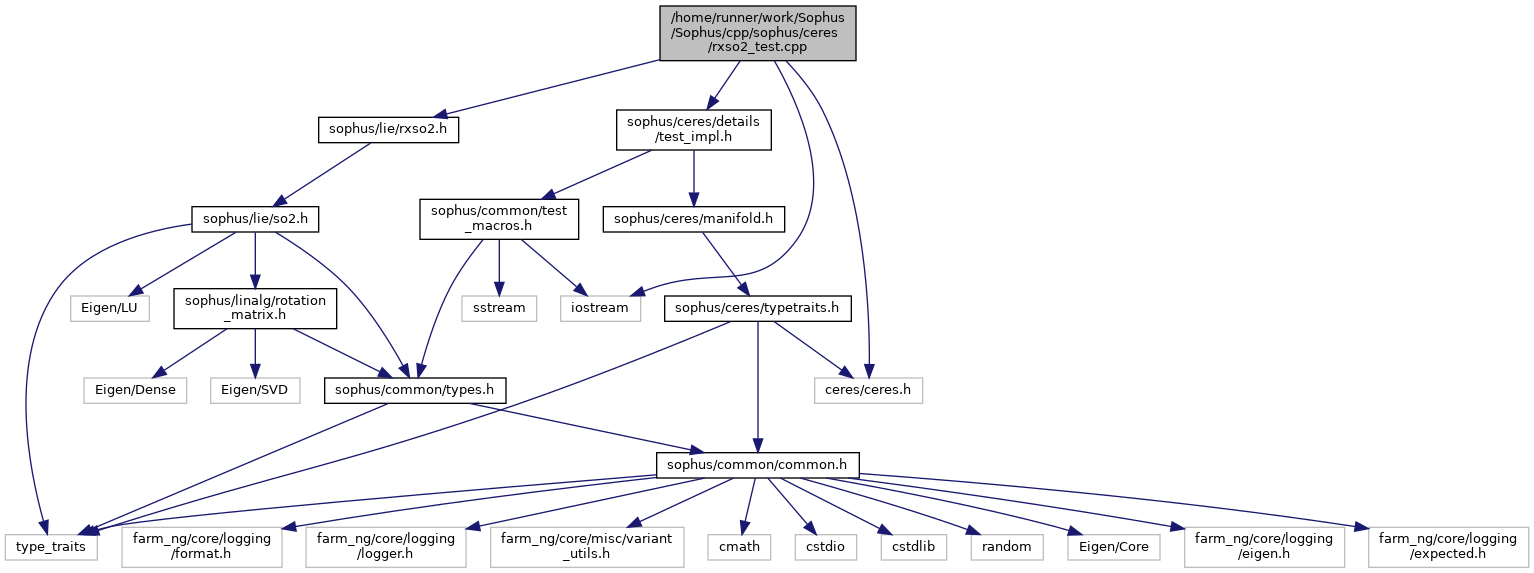 /home/runner/work/Sophus
/Sophus/cpp/sophus/ceres
/rxso2_test.cpp
sophus/lie/rxso2.h
sophus/ceres/details
/test_impl.h
sophus/lie/so2.h
sophus/common/test
_macros.h
sophus/ceres/manifold.h
Eigen/LU
sophus/linalg/rotation
_matrix.h
sstream
iostream
sophus/ceres/typetraits.h
Eigen/Dense
Eigen/SVD
sophus/common/types.h
ceres/ceres.h
sophus/common/common.h
type_traits
farm_ng/core/logging
/format.h
farm_ng/core/logging
/logger.h
farm_ng/core/misc/variant
_utils.h
cmath
cstdio
cstdlib
random
Eigen/Core
farm_ng/core/logging
/eigen.h
farm_ng/core/logging
/expected.h